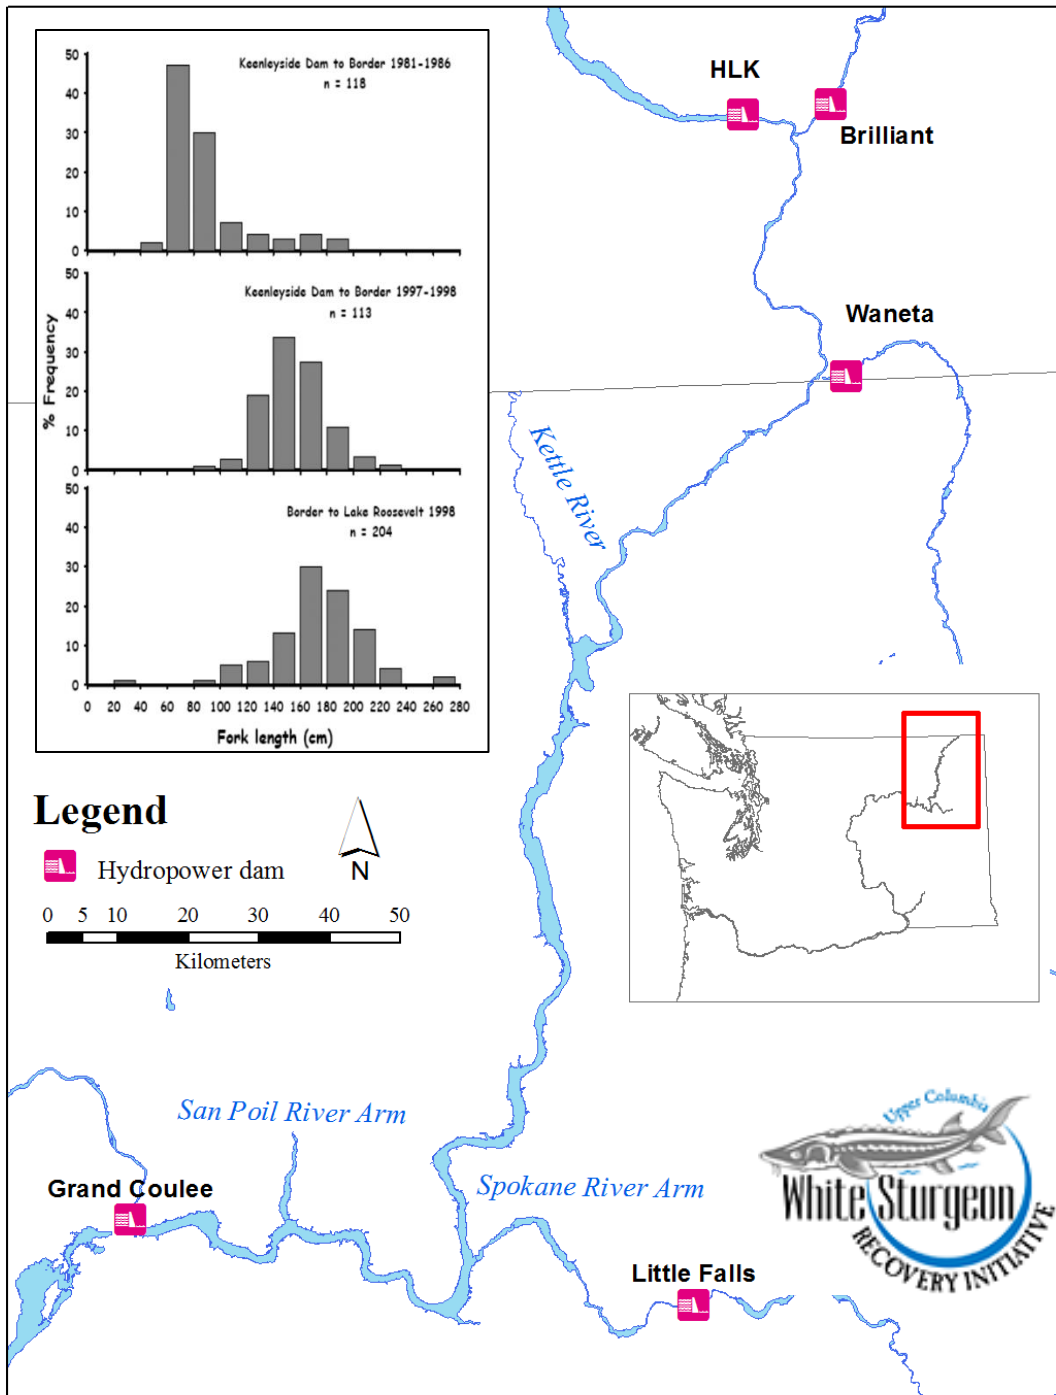 Keenleyside Dam to Border 1981-1986
n = 118
50
40
30
20
10
0
Keenleyside Dam to Border 1997-1998
n = 113
50
40
30
20
10
0
% Frequency
Border to Lake Roosevelt 1998
n = 204
50
40
30
20
10
0
0 20 40 60 80 100 120 140 160 180 200 220 240 260 280
Fork length (cm)
HLK
Brilliant
Waneta
Kettle River
Legend
Hydropower dam
N
0 5 10 20 30 40 50
Kilometers
San Poil River Arm
Grand Coulee
Spokane River Arm
Little Falls
Upper Columbia
White Sturgeon
RECOVERY INITIATIVE